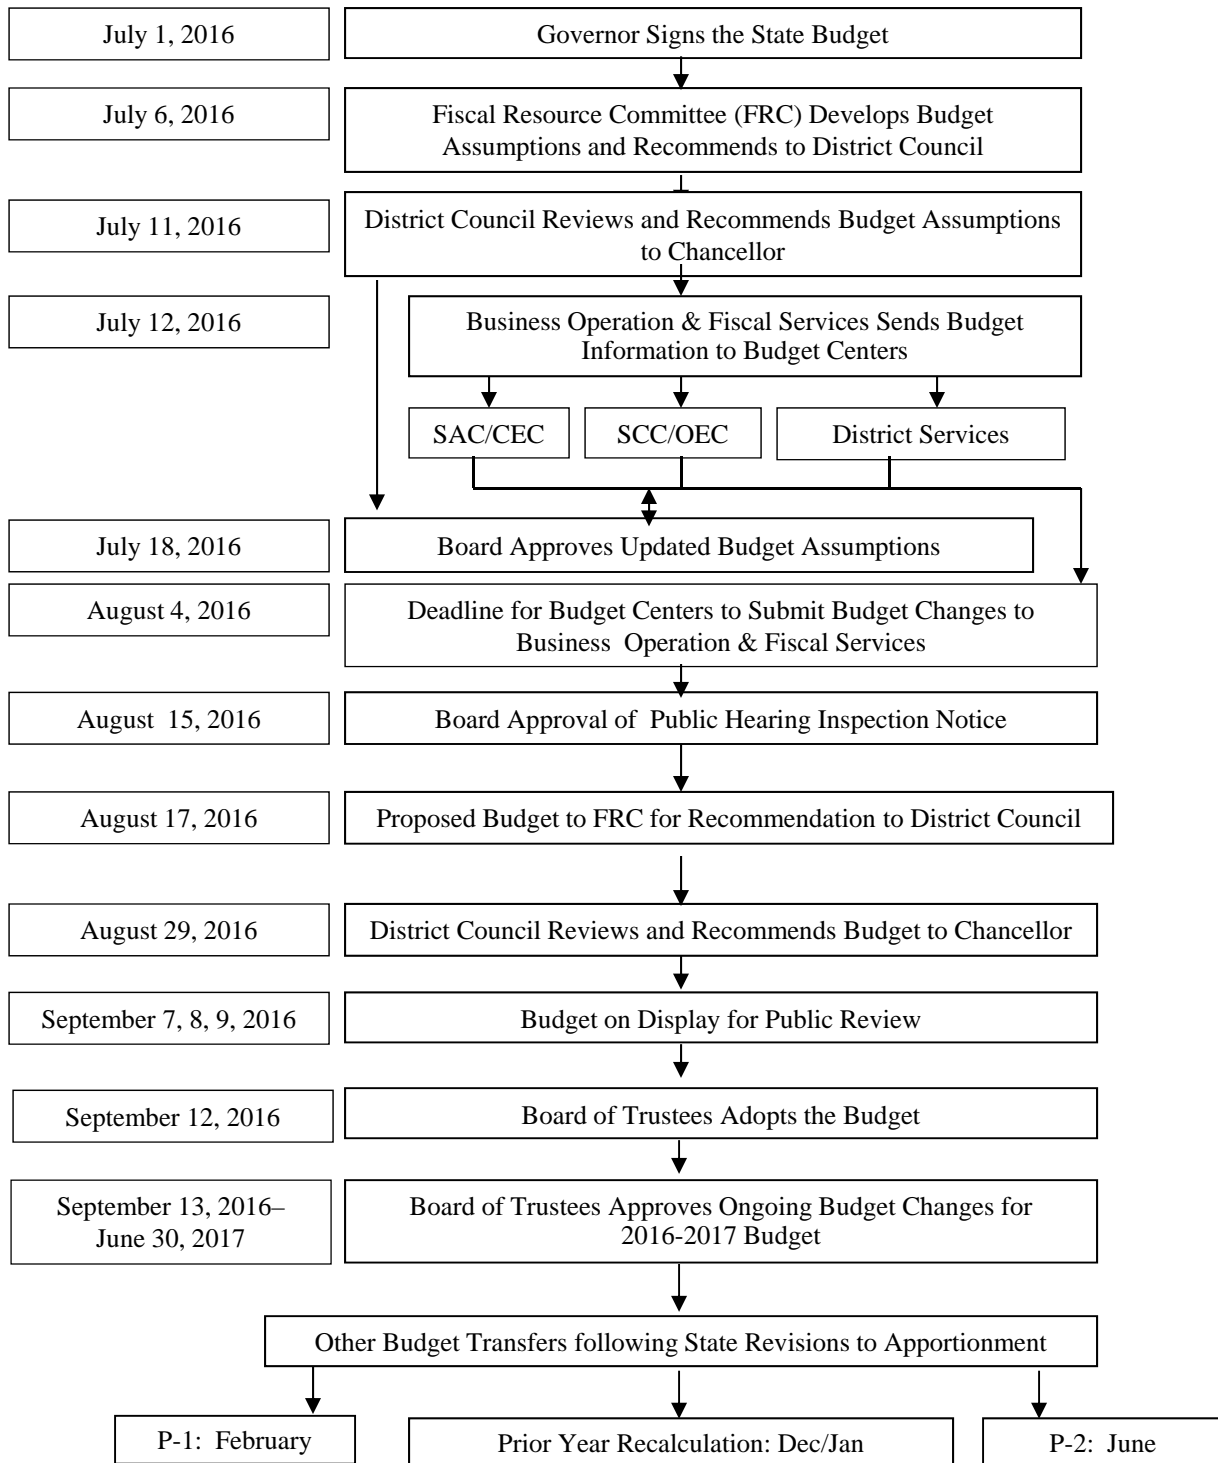 July 1, 2016
Governor Signs the State Budget
July 6, 2016
Fiscal Resource Committee (FRC) Develops Budget
Assumptions and Recommends to District Council
July 11, 2016
District Council Reviews and Recommends Budget Assumptions
to Chancellor
July 12, 2016
Business Operation & Fiscal Services Sends Budget
Information to Budget Centers
SAC/CEC
SCC/OEC
District Services
July 18, 2016
Board Approves Updated Budget Assumptions
August 4, 2016
Deadline for Budget Centers to Submit Budget Changes to
Business Operation & Fiscal Services
August 15, 2016
Board Approval of Public Hearing Inspection Notice
August 17, 2016
Proposed Budget to FRC for Recommendation to District Council
August 29, 2016
District Council Reviews and Recommends Budget to Chancellor
September 7, 8, 9, 2016
Budget on Display for Public Review
September 12, 2016
Board of Trustees Adopts the Budget
September 13, 2016–
June 30, 2017
Board of Trustees Approves Ongoing Budget Changes for
2016-2017 Budget
Other Budget Transfers following State Revisions to Apportionment
P-1: February
Prior Year Recalculation: Dec/Jan
P-2: June